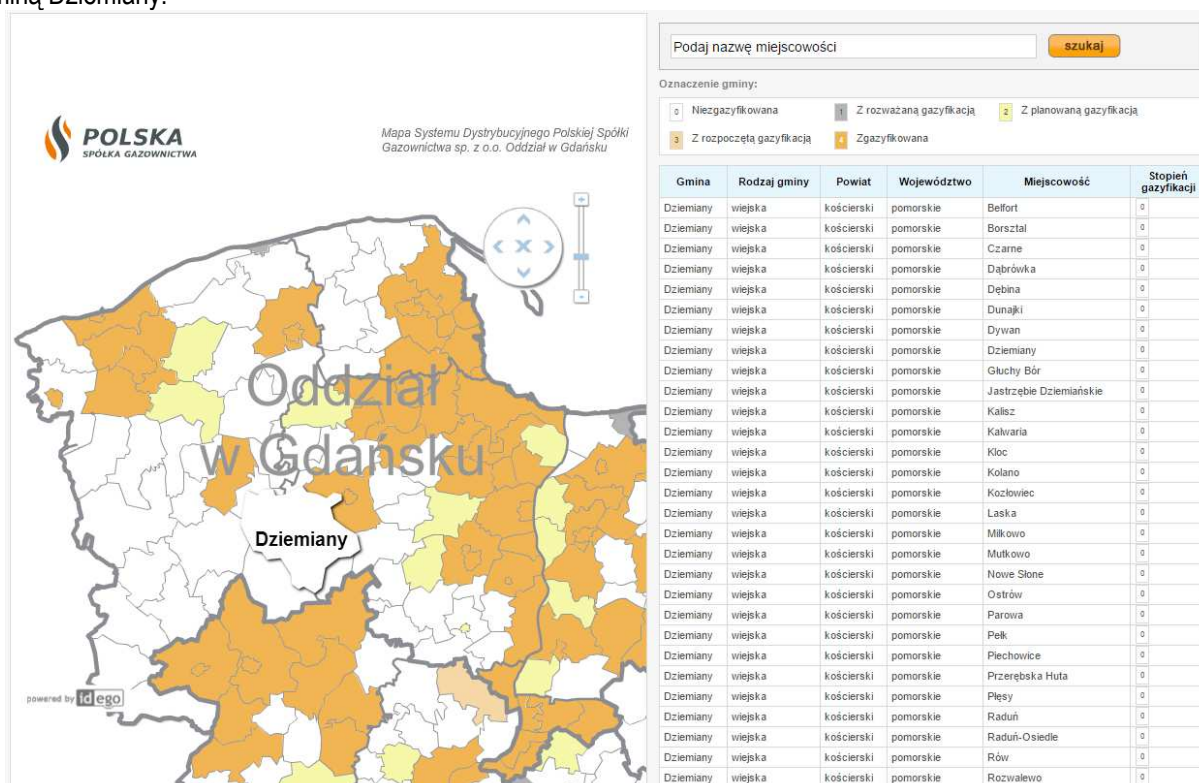 miną Dziemiany.
POLSKA
SPÓŁKA GAZOWNICTWA
Mapa Systemu Dystrybucyjnego Polskiej Spółki
Gazownictwa sp. z o.o. Oddział w Gdańsku
Oddział
w Gdańsku
Dziemiany
powered by idego
Podaj nazwę miejscowości szukaj
Oznaczenie gminy:
0 Niezgazyfikowana 1 Z rozważaną gazyfikacją 2 Z planowaną gazyfikacją
3 Z rozpoczętą gazyfikacją Zgazyfikowana
Gmina Rodzaj gminy Powiat Województwo Miejscowość Stopień gazyfikacji
Dziemiany wiejska kościerski pomorskie Belfort 0
Dziemiany wiejska kościerski pomorskie Borsztal 0
Dziemiany wiejska kościerski pomorskie Czarne 0
Dziemiany wiejska kościerski pomorskie Dąbrówka 0
Dziemiany wiejska kościerski pomorskie Dębina 0
Dziemiany wiejska kościerski pomorskie Dunajki 0
Dziemiany wiejska kościerski pomorskie Dywan 0
Dziemiany wiejska kościerski pomorskie Dziemiany 0
Dziemiany wiejska kościerski pomorskie Głuchy Bór 0
Dziemiany wiejska kościerski pomorskie Jastrzębie Dziemiańskie 0
Dziemiany wiejska kościerski pomorskie Kalisz 0
Dziemiany wiejska kościerski pomorskie Kalwaria 0
Dziemiany wiejska kościerski pomorskie Kloc 0
Dziemiany wiejska kościerski pomorskie Kolano 0
Dziemiany wiejska kościerski pomorskie Kozłowiec 0
Dziemiany wiejska kościerski pomorskie Laska 0
Dziemiany wiejska kościerski pomorskie Milkowo 0
Dziemiany wiejska kościerski pomorskie Mutkowo 0
Dziemiany wiejska kościerski pomorskie Nowe Słone 0
Dziemiany wiejska kościerski pomorskie Ostrów 0
Dziemiany wiejska kościerski pomorskie Parowa 0
Dziemiany wiejska kościerski pomorskie Pełk 0
Dziemiany wiejska kościerski pomorskie Piechowice 0
Dziemiany wiejska kościerski pomorskie Przerębska Huta 0
Dziemiany wiejska kościerski pomorskie Płęsy 0
Dziemiany wiejska kościerski pomorskie Raduń 0
Dziemiany wiejska kościerski pomorskie Raduń-Osiedle 0
Dziemiany wiejska kościerski pomorskie Rów 0
Dziemiany wiejska kościerski pomorskie Rozwalewo 0